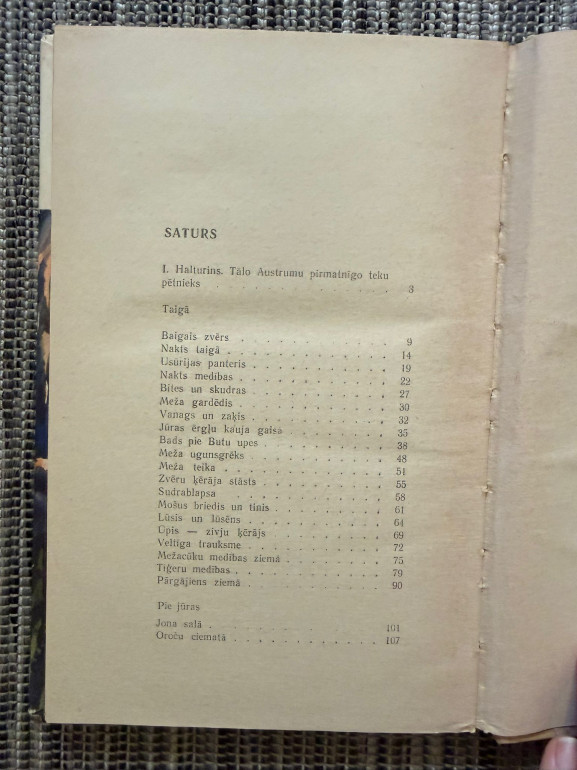 SATURS
I. Halturins. Tālo Austrumu pirmatnīgo teku
pētnieks . . . . . . . . . . . 3
Taigā
Baigais zvērs . . . . . . . . . . 9
Nakts taigā . . . . . . . . . . 14
Usūrijas panteris . . . . . . . . . 19
Nakts medības . . . . . . . . . . 22
Bites un skudras . . . . . . . . . 27
Meža gardēdis . . . . . . . . . . 30
Vanags un zaķis . . . . . . . . . 32
Jūras ērgļu kauja gaisā . . . . . . . 35
Bads pie Butu upes . . . . . . . . 38
Meža ugunsgrēks . . . . . . . . . 48
Meža teika . . . . . . . . . . . 51
Zvēru ķērāja stāsts . . . . . . . . 55
Sudrablapsa . . . . . . . . . . 58
Mošus briedis un tinis . . . . . . . 61
Lūsis un lūsēns . . . . . . . . . 64
Ūpis — zivju ķērājs . . . . . . . . 69
Veltīga trauksme . . . . . . . . . 72
Mežacūku medības ziemā . . . . . . . 75
Tīģeru medības . . . . . . . . . . 79
Pārgājiens ziemā . . . . . . . . . 90
Pie jūras
Jona salā . . . . . . . . . . . 101
Oroču ciematā . . . . . . . . . . 107